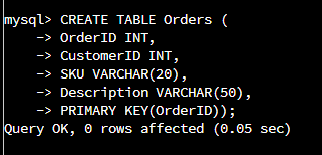 mysql> CREATE TABLE Orders (
    -> OrderID INT,
    -> CustomerID INT,
    -> SKU VARCHAR(20),
    -> Description VARCHAR(50),
    -> PRIMARY KEY(OrderID));
Query OK, 0 rows affected (0.05 sec)